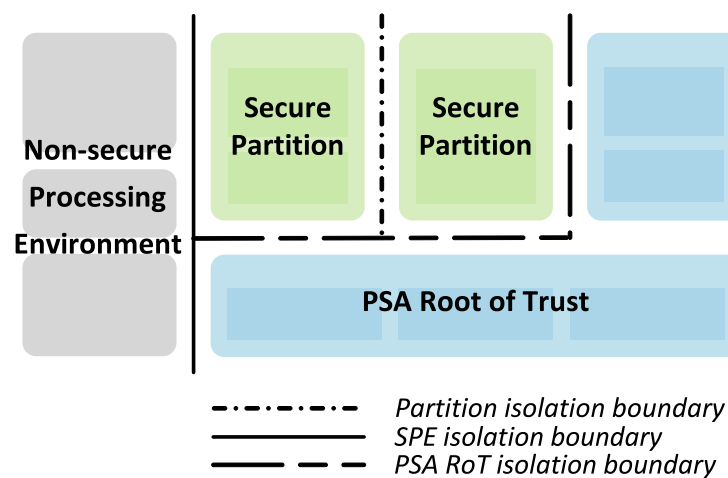 Non-secure
Processing
Environment
Secure
Partition
Secure
Partition
PSA Root of Trust
Partition isolation boundary
SPE isolation boundary
PSA RoT isolation boundary